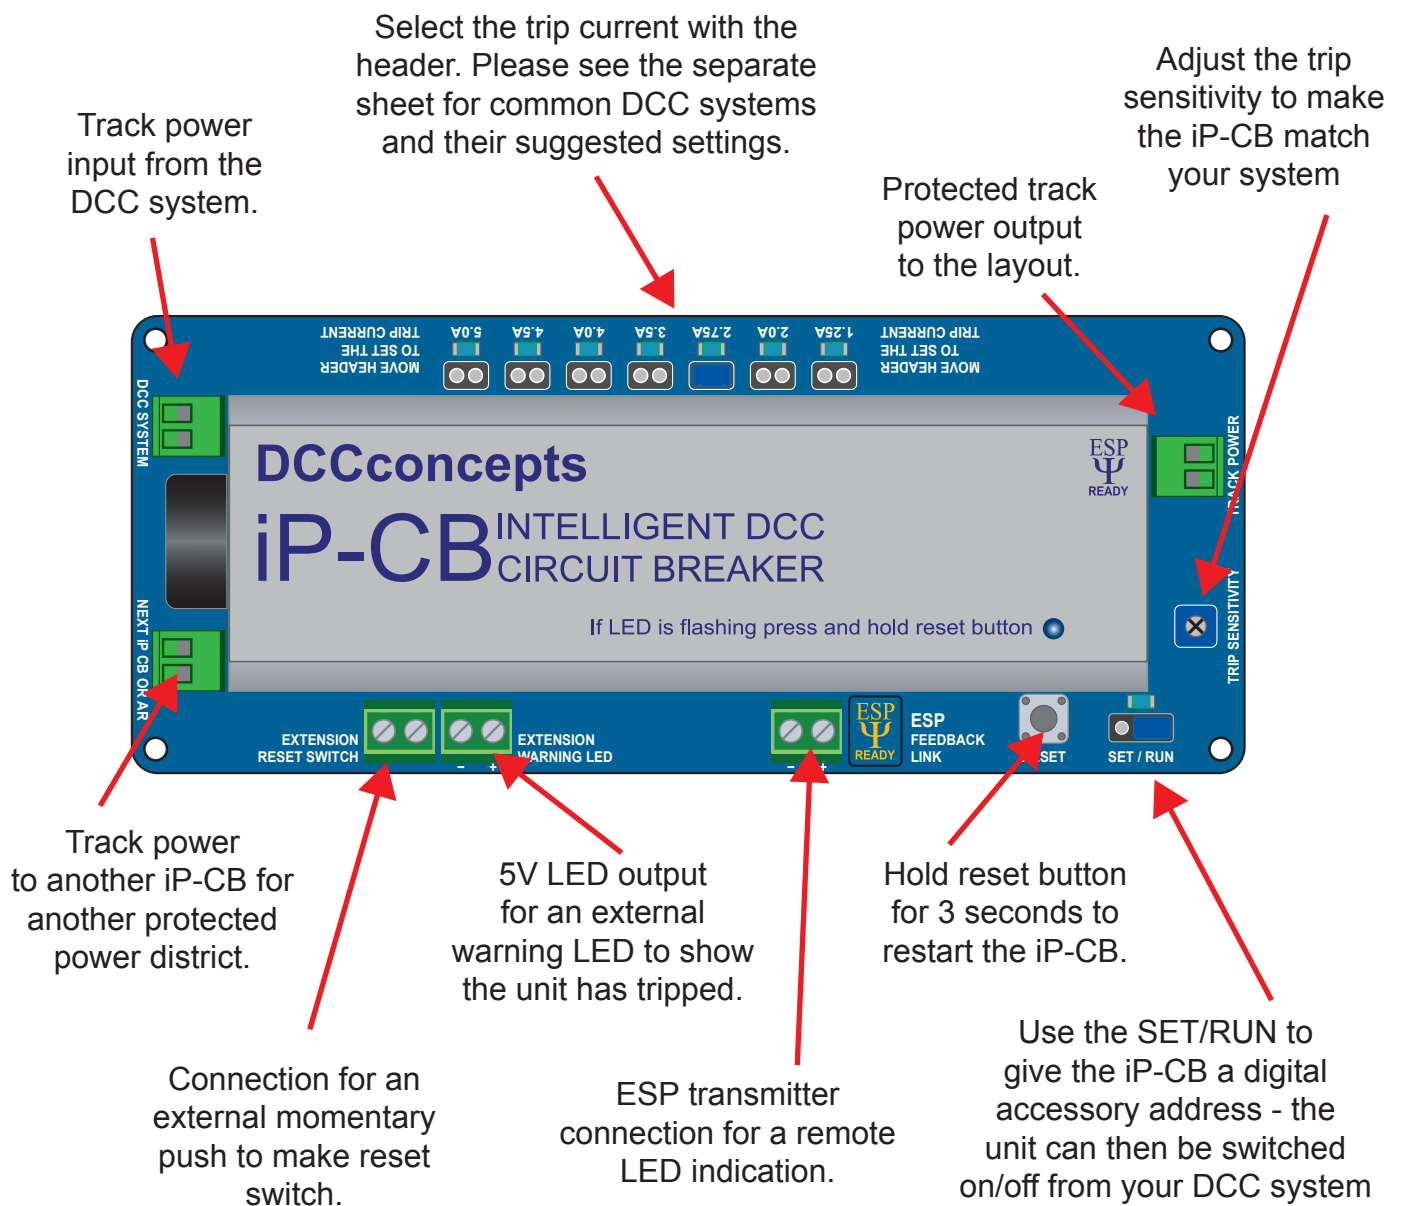 Select the trip current with the
header. Please see the separate
sheet for common DCC systems
and their suggested settings.
Adjust the trip
sensitivity to make
the iP-CB match
your system
Track power
input from the
DCC system.
Protected track
power output
to the layout.
MOVE HEADER
TO SET THE
TRIP CURRENT
5.0A
4.5A
4.0A
3.5A
2.75A
2.0A
1.25A
MOVE HEADER
TO SET THE
TRIP CURRENT
DCC SYSTEM
DCCconcepts
iP-CB
INTELLIGENT DCC
CIRCUIT BREAKER
ESP
Ψ
READY
TRACK POWER
If LED is flashing press and hold reset button
TRIP SENSITIVITY
NEXT iP CB OR AR
EXTENSION
RESET SWITCH
EXTENSION
WARNING LED
- +
- +
ESP
Ψ
READY
ESP
FEEDBACK
LINK
RESET
SET / RUN
Track power
to another iP-CB for
another protected
power district.
5V LED output
for an external
warning LED to show
the unit has tripped.
Hold reset button
for 3 seconds to
restart the iP-CB.
Connection for an
external momentary
push to make reset
switch.
ESP transmitter
connection for a remote
LED indication.
Use the SET/RUN to
give the iP-CB a digital
accessory address - the
unit can then be switched
on/off from your DCC system